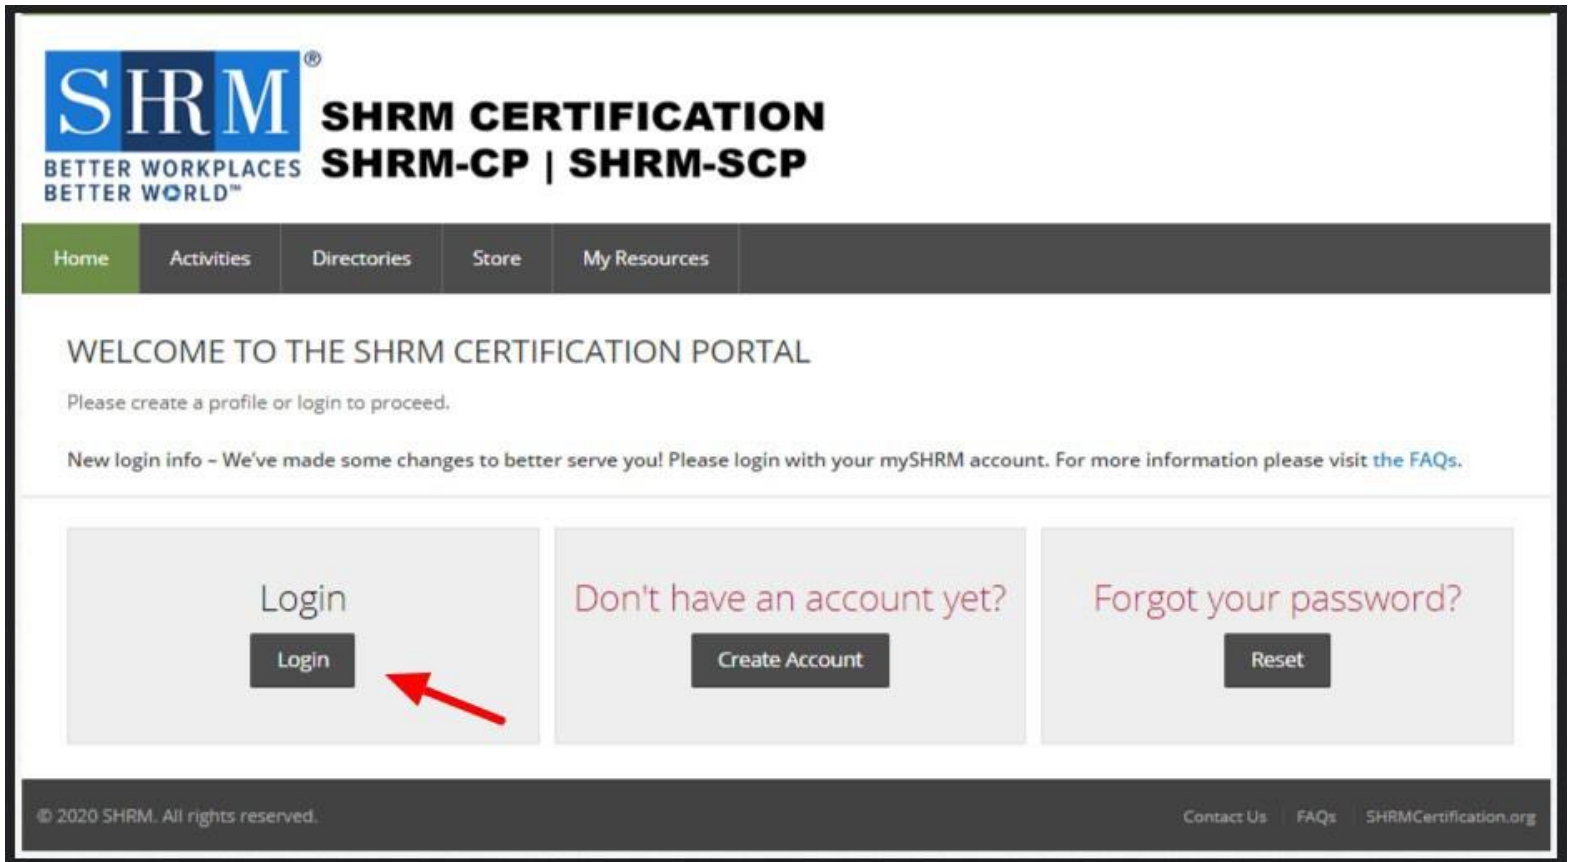 SHRM®
BETTER WORKPLACES
BETTER WORLD™
SHRM CERTIFICATION
SHRM-CP | SHRM-SCP
Home Activities Directories Store My Resources
WELCOME TO THE SHRM CERTIFICATION PORTAL
Please create a profile or login to proceed.
New login info – We've made some changes to better serve you! Please login with your mySHRM account. For more information please visit the FAQs.
Login
Login
Don't have an account yet?
Create Account
Forgot your password?
Reset
© 2020 SHRM. All rights reserved.
Contact Us FAQs SHRMCertification.org